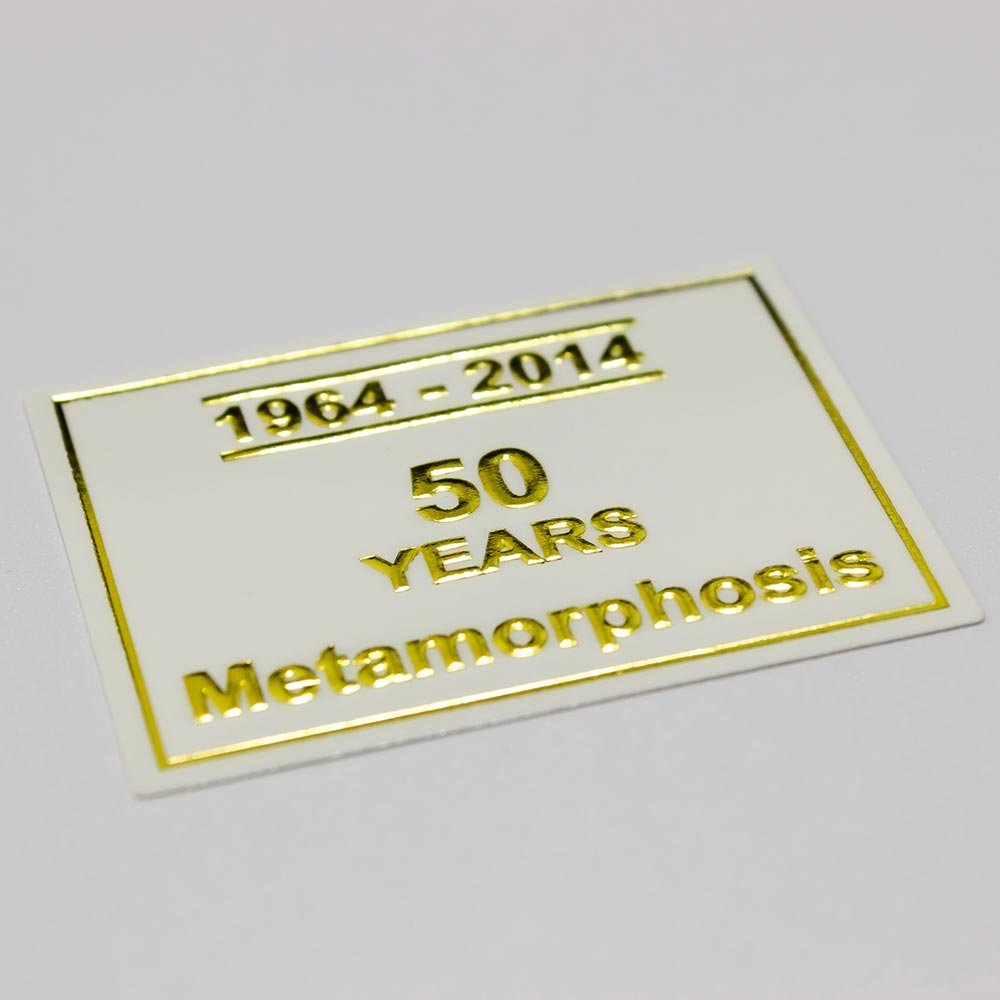 1964 - 2014
50
YEARS
Metamorphosis